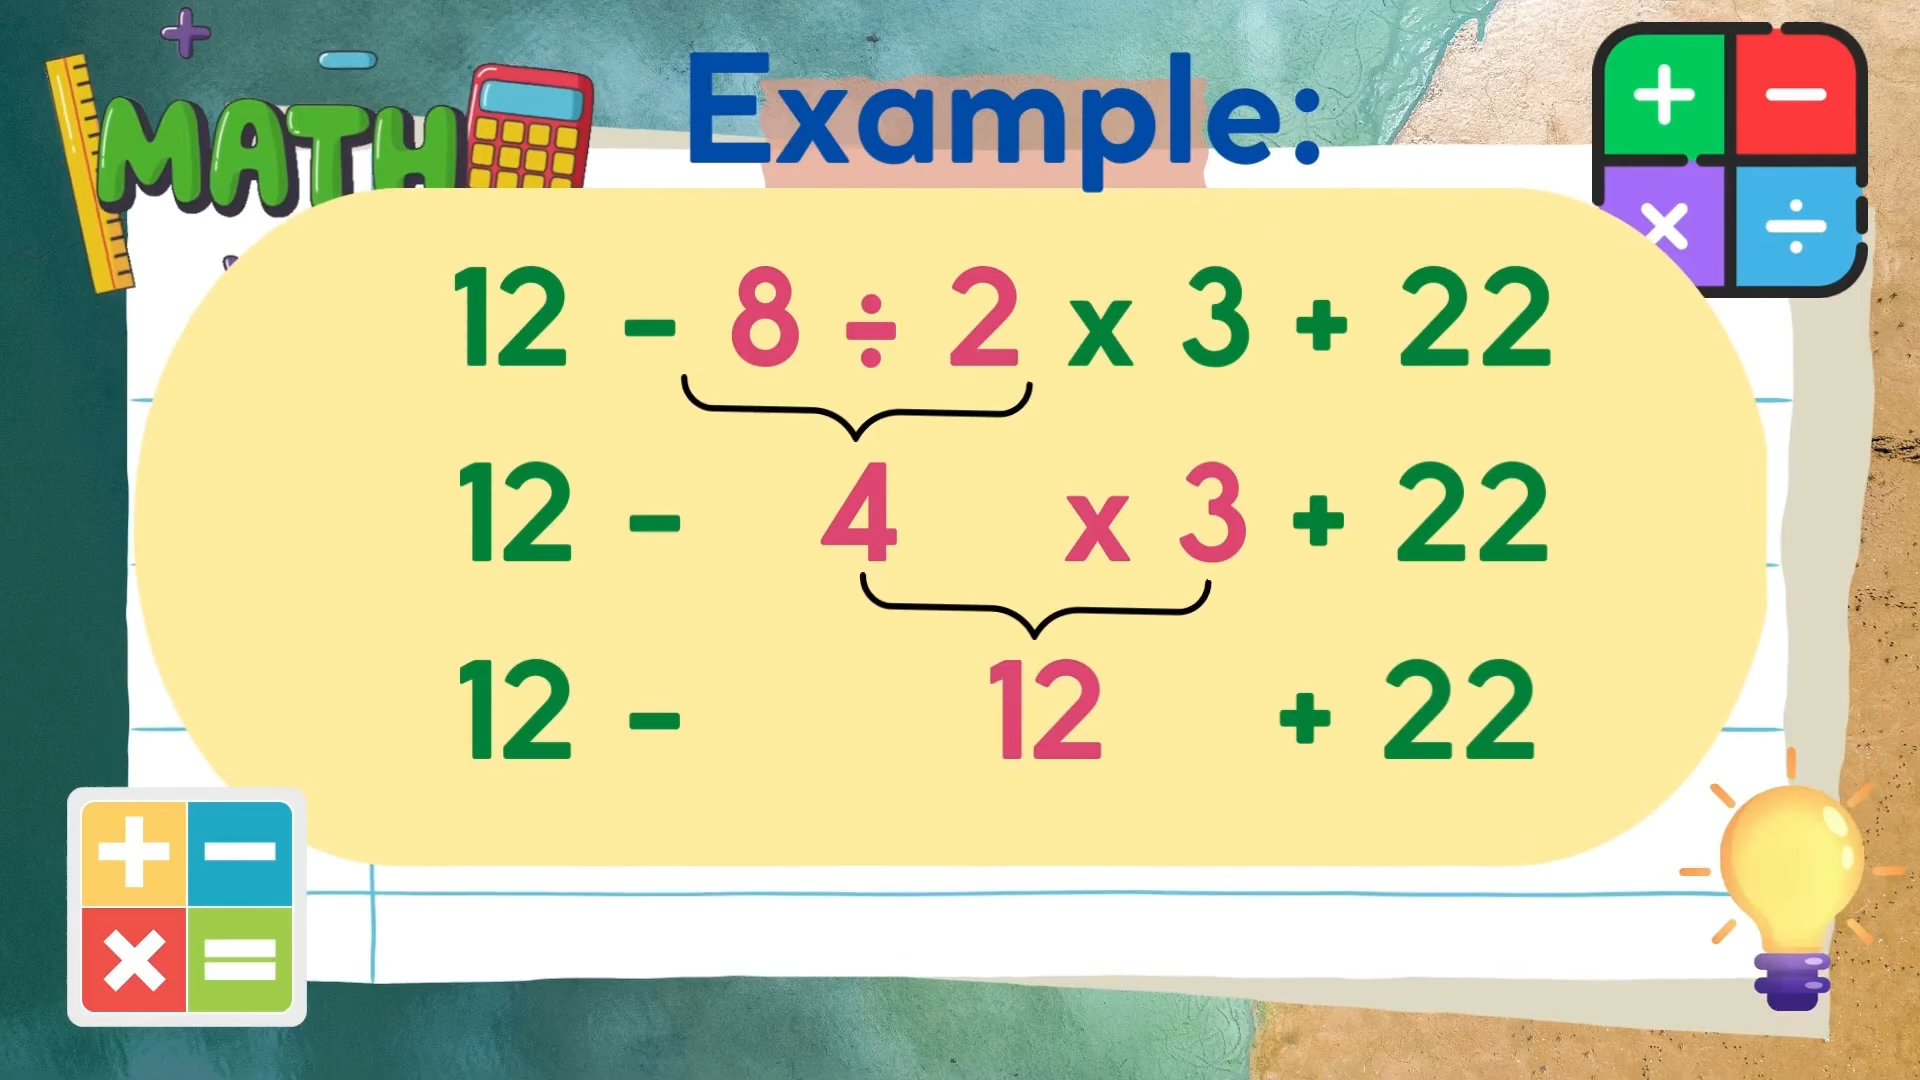 MATH
Example:
12 - 8 ÷ 2 x 3 + 22
12 - 4 x 3 + 22
12 - 12 + 22